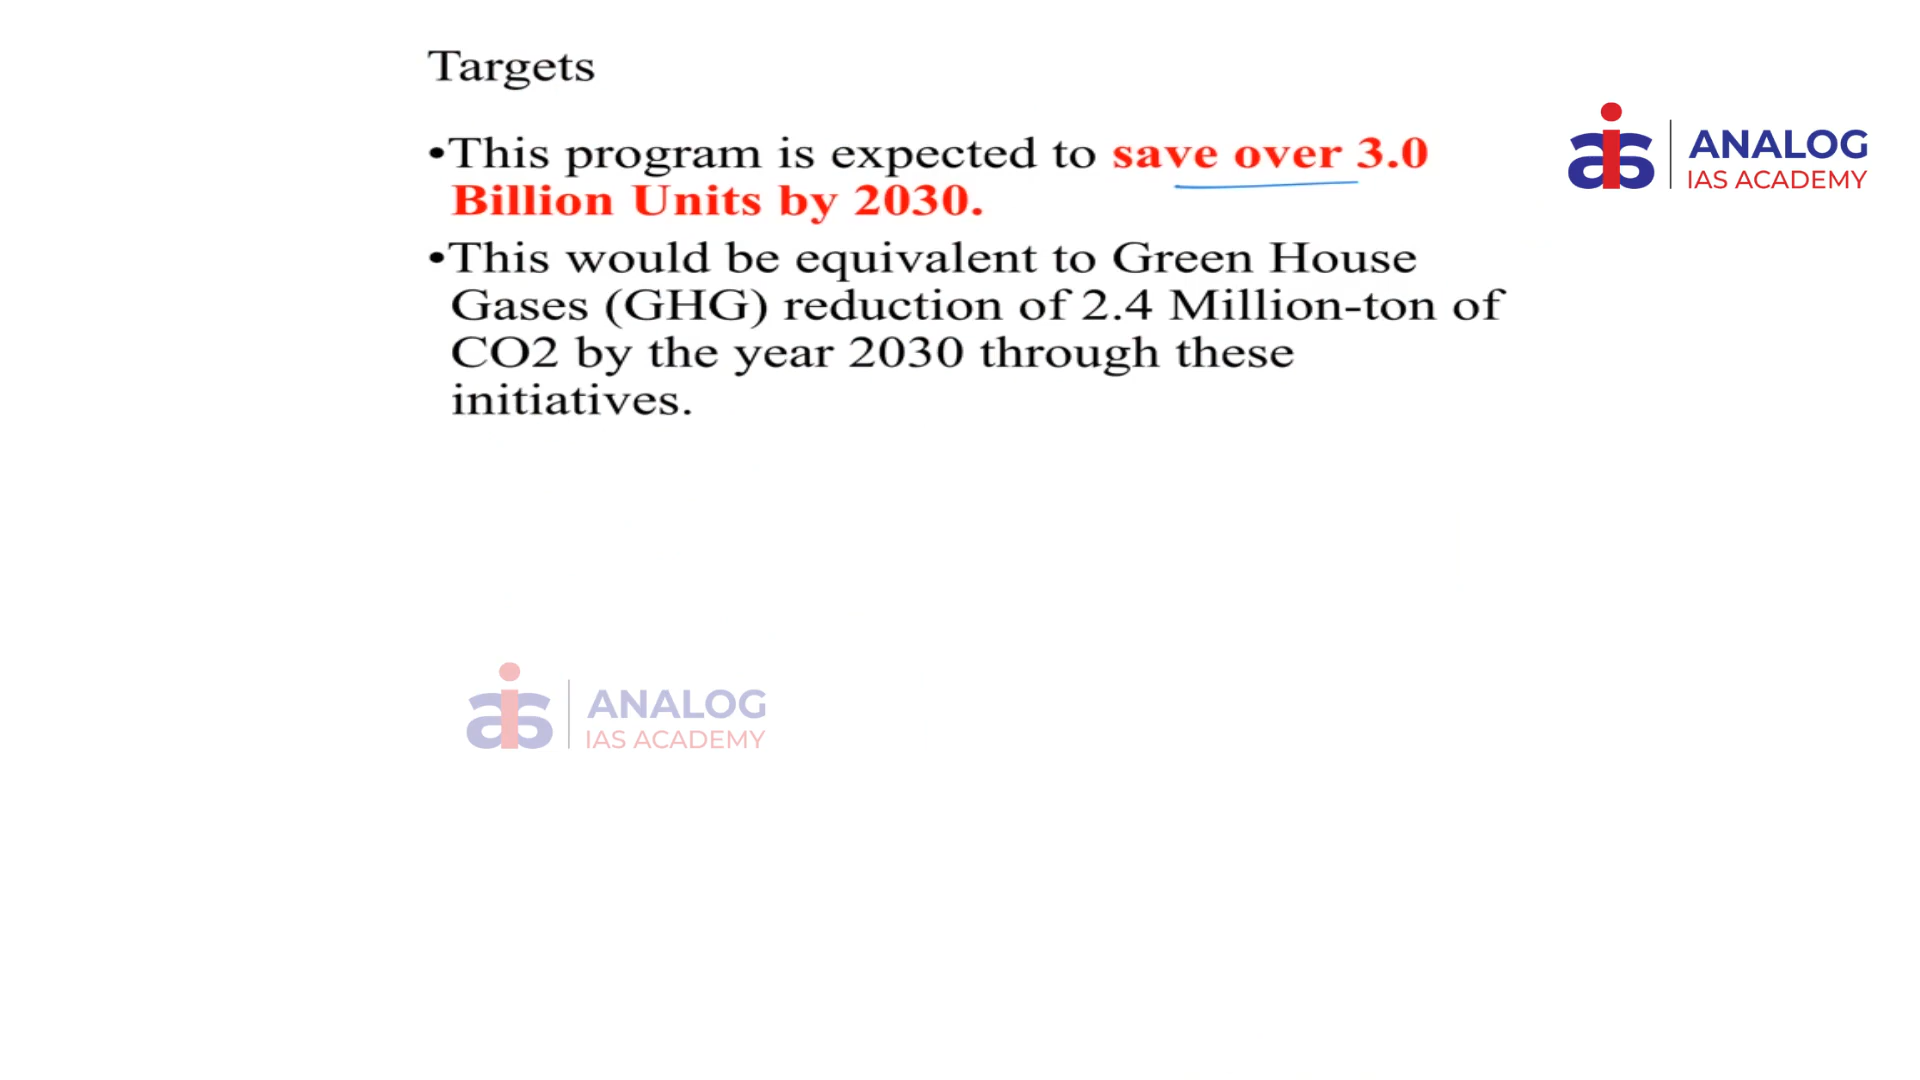 Targets
•This program is expected to save over 3.0
Billion Units by 2030.
•This would be equivalent to Green House
Gases (GHG) reduction of 2.4 Million-ton of
CO2 by the year 2030 through these
initiatives.
ais
ANALOG
IAS ACADEMY
ais
ANALOG
IAS ACADEMY